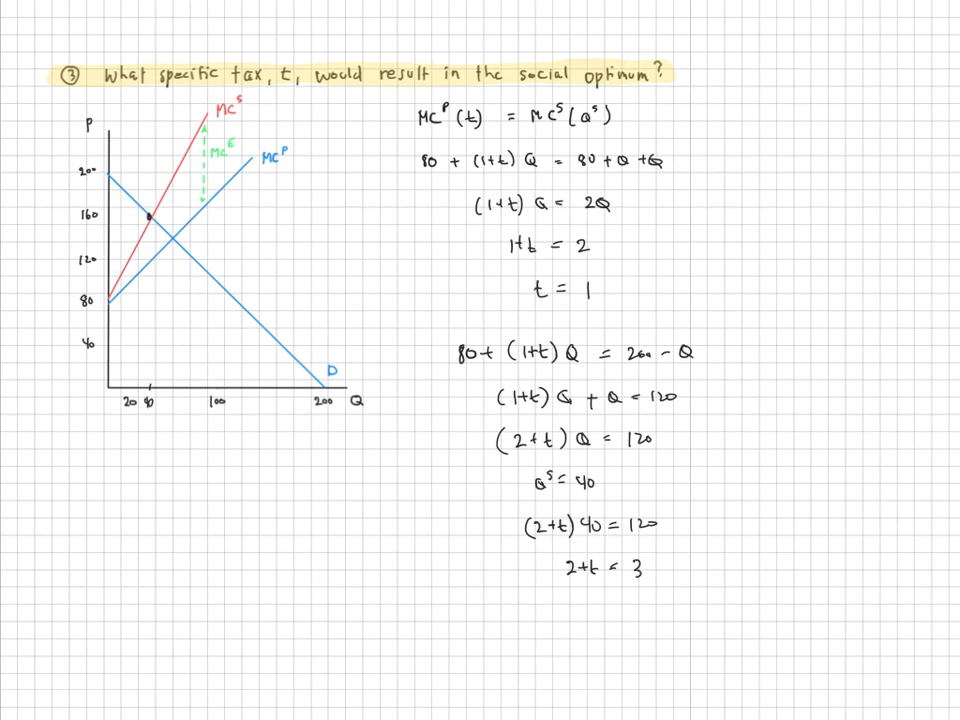 ③ What specific tax, t, would result in the social optimum?
MC^S
P
MC^P (t) = MC^S (Q^S)
MC^E
MC^P
200
80 + (1+t) Q = 80 + Q + Q
(1+t) Q = 2Q
160
1+t = 2
120
t = 1
80
40
80 + (1+t) Q = 200 - Q
D
20 40 100 200 Q
(1+t) Q + Q = 120
(2+t) Q = 120
Q^S = 40
(2+t) 40 = 120
2+t = 3